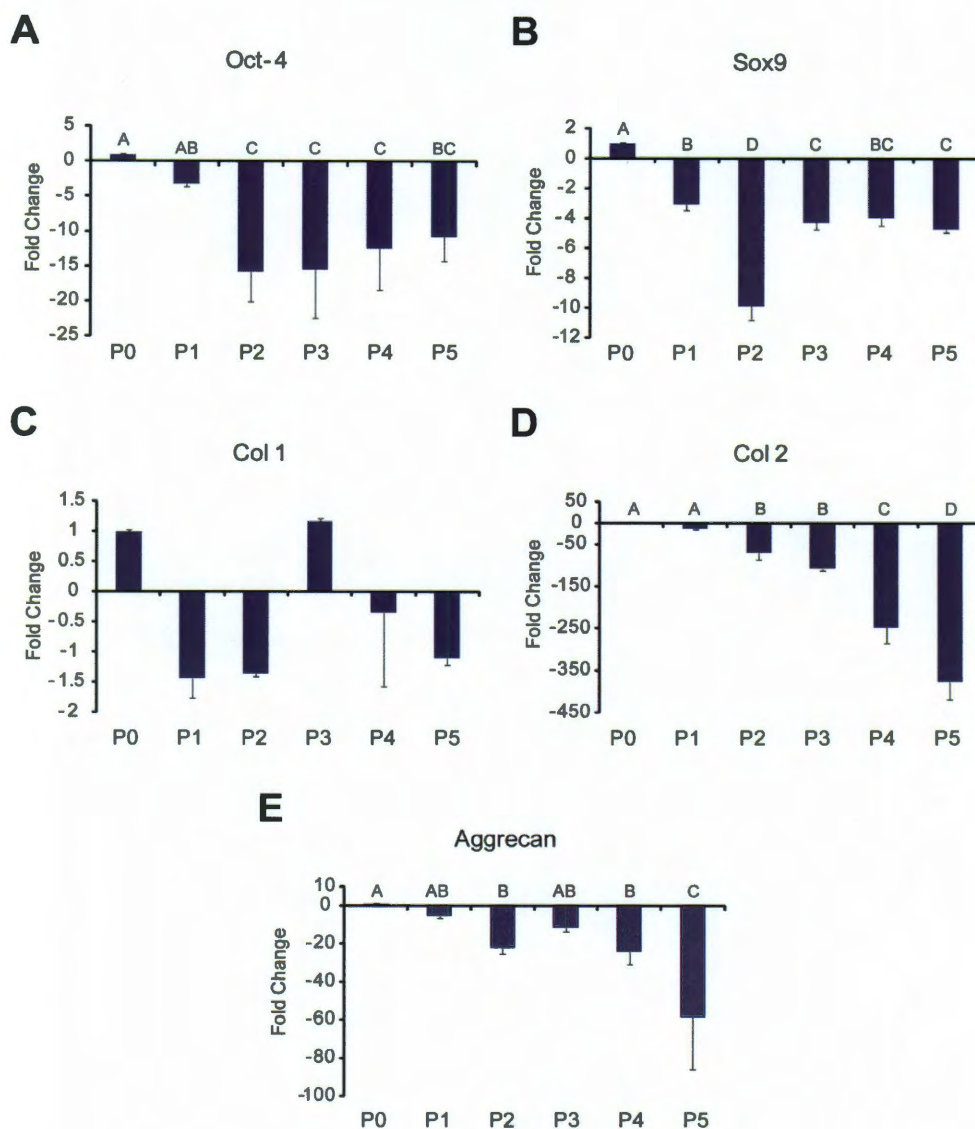 A
Oct-4
Fold Change
5
0
-5
-10
-15
-20
-25
A AB C C C BC
P0 P1 P2 P3 P4 P5
B
Sox9
Fold Change
2
0
-2
-4
-6
-8
-10
-12
A B D C BC C
P0 P1 P2 P3 P4 P5
C
Col 1
Fold Change
1.5
1
0.5
0
-0.5
-1
-1.5
-2
P0 P1 P2 P3 P4 P5
D
Col 2
Fold Change
50
-50
-150
-250
-350
-450
A A B B C D
P0 P1 P2 P3 P4 P5
E
Aggrecan
Fold Change
10
0
-20
-40
-60
-80
-100
A AB B AB B C
P0 P1 P2 P3 P4 P5